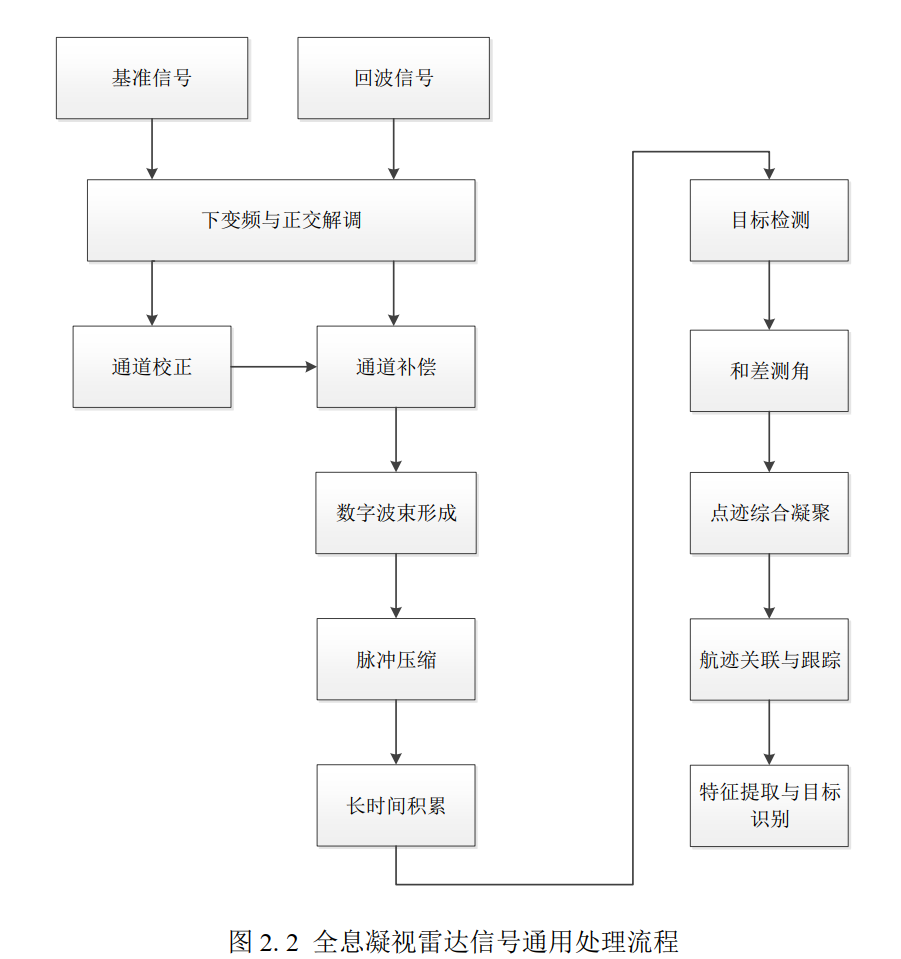 基准信号
回波信号
下变频与正文解调
通道校正
通道补偿
数字波束形成
脉冲压缩
长时间积累
目标检测
和差测角
点迹综合凝聚
航迹关联与跟踪
特征提取与目标
识别
图 2. 2 全息凝视雷达信号通用处理流程